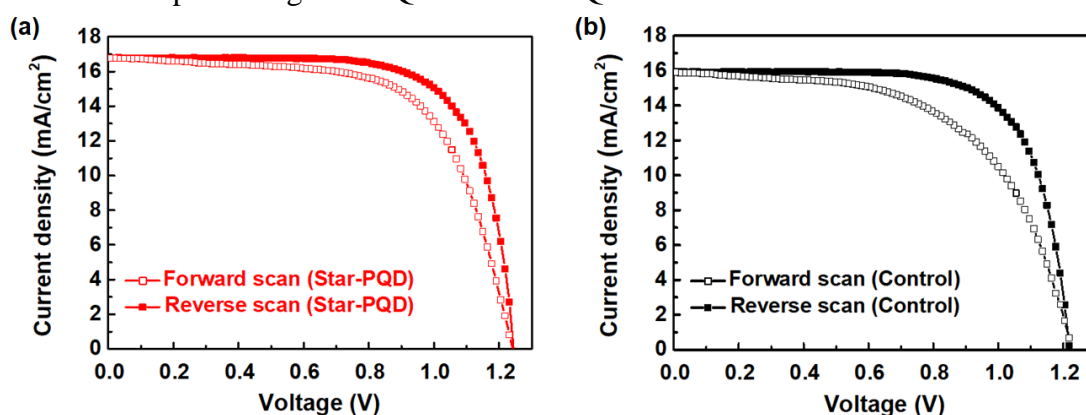 (a)
Current density (mA/cm²)
18
16
14
12
10
8
6
4
2
0
Forward scan (Star-PQD)
Reverse scan (Star-PQD)
0.0 0.2 0.4 0.6 0.8 1.0 1.2
Voltage (V)
(b)
Current density (mA/cm²)
18
16
14
12
10
8
6
4
2
0
Forward scan (Control)
Reverse scan (Control)
0.0 0.2 0.4 0.6 0.8 1.0 1.2
Voltage (V)